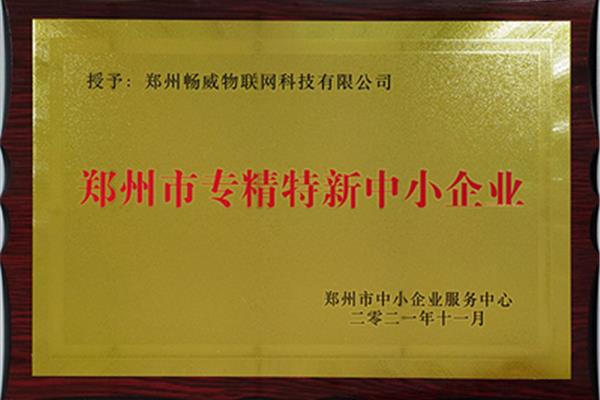 授予：郑州畅威物联网科技有限公司
郑州市专精特新中小企业
郑州市中小企业服务中心
二零二一年十一月